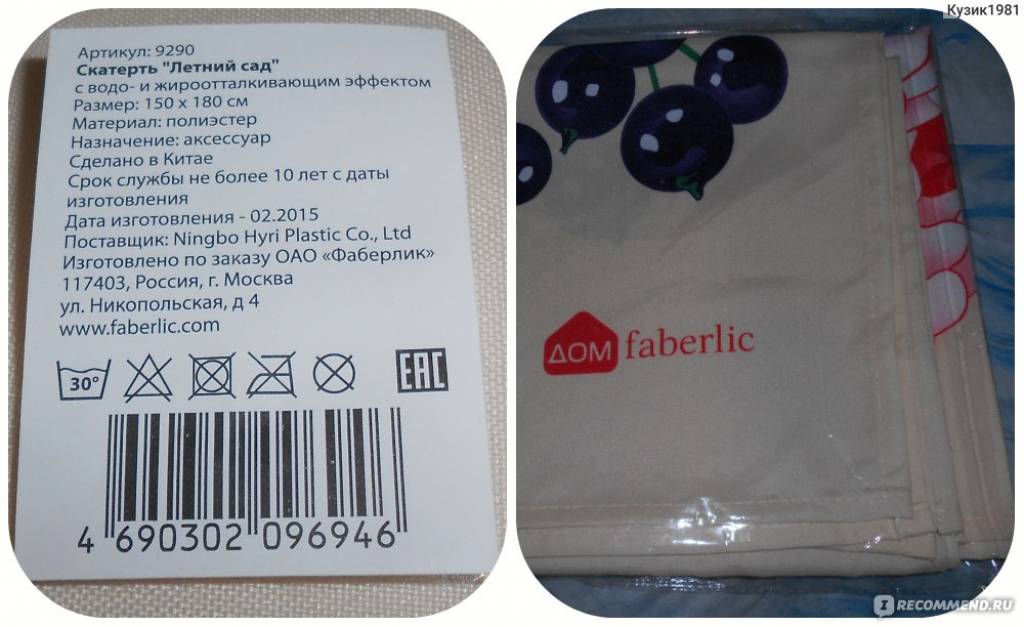 Артикул: 9290
Скатерть "Летний сад"
с водо- и жироотталкивающим эффектом
Размер: 150 х 180 см
Материал: полиэстер
Назначение: аксессуар
Сделано в Китае
Срок службы не более 10 лет с даты
изготовления
Дата изготовления - 02.2015
Поставщик: Ningbo Hyri Plastic Co., Ltd
Изготовлено по заказу ОАО «Фаберлик»
117403, Россия, г. Москва
ул. Никопольская, д 4
www.faberlic.com
30°
EAC
4 690302 096946
Кузик1981
ДОМ faberlic
IRECOMMEND.RU